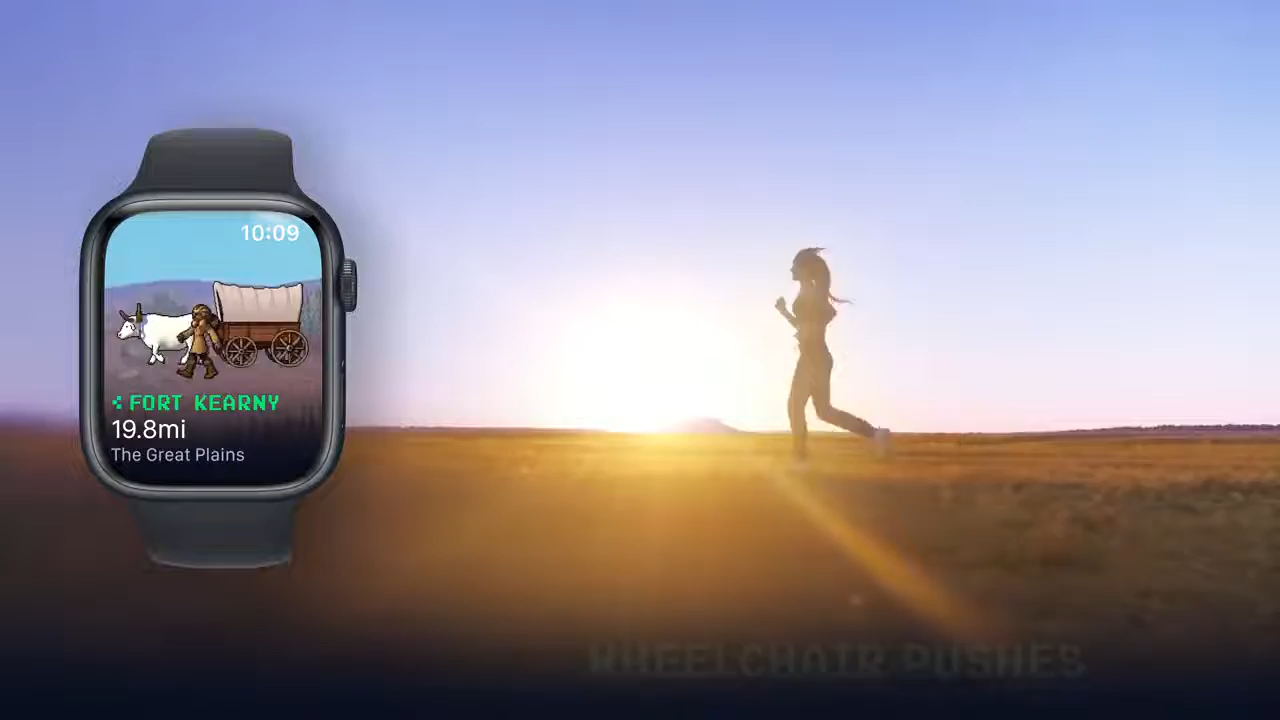 10:09
FORT KEARNY
19.8mi
The Great Plains
WHEELCHAIR PUSHES